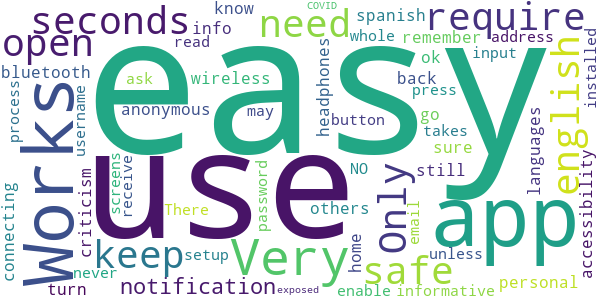 know
spanish
COVID
seconds
need
require
info
whole
remember
address
open
read
easy
ok
input
bluetooth
ask
wireless
back
press
installed
process
username
anonymous
may
headphones
button
go
takes
english
Works
use
sure
languages
receive
screens
criticism
password
NO
Only
still
app
accessibility
There
others
email
connecting
keep
setup
Very
home
safe
unless
never
notification
personal
turn
exposed
enable
informative